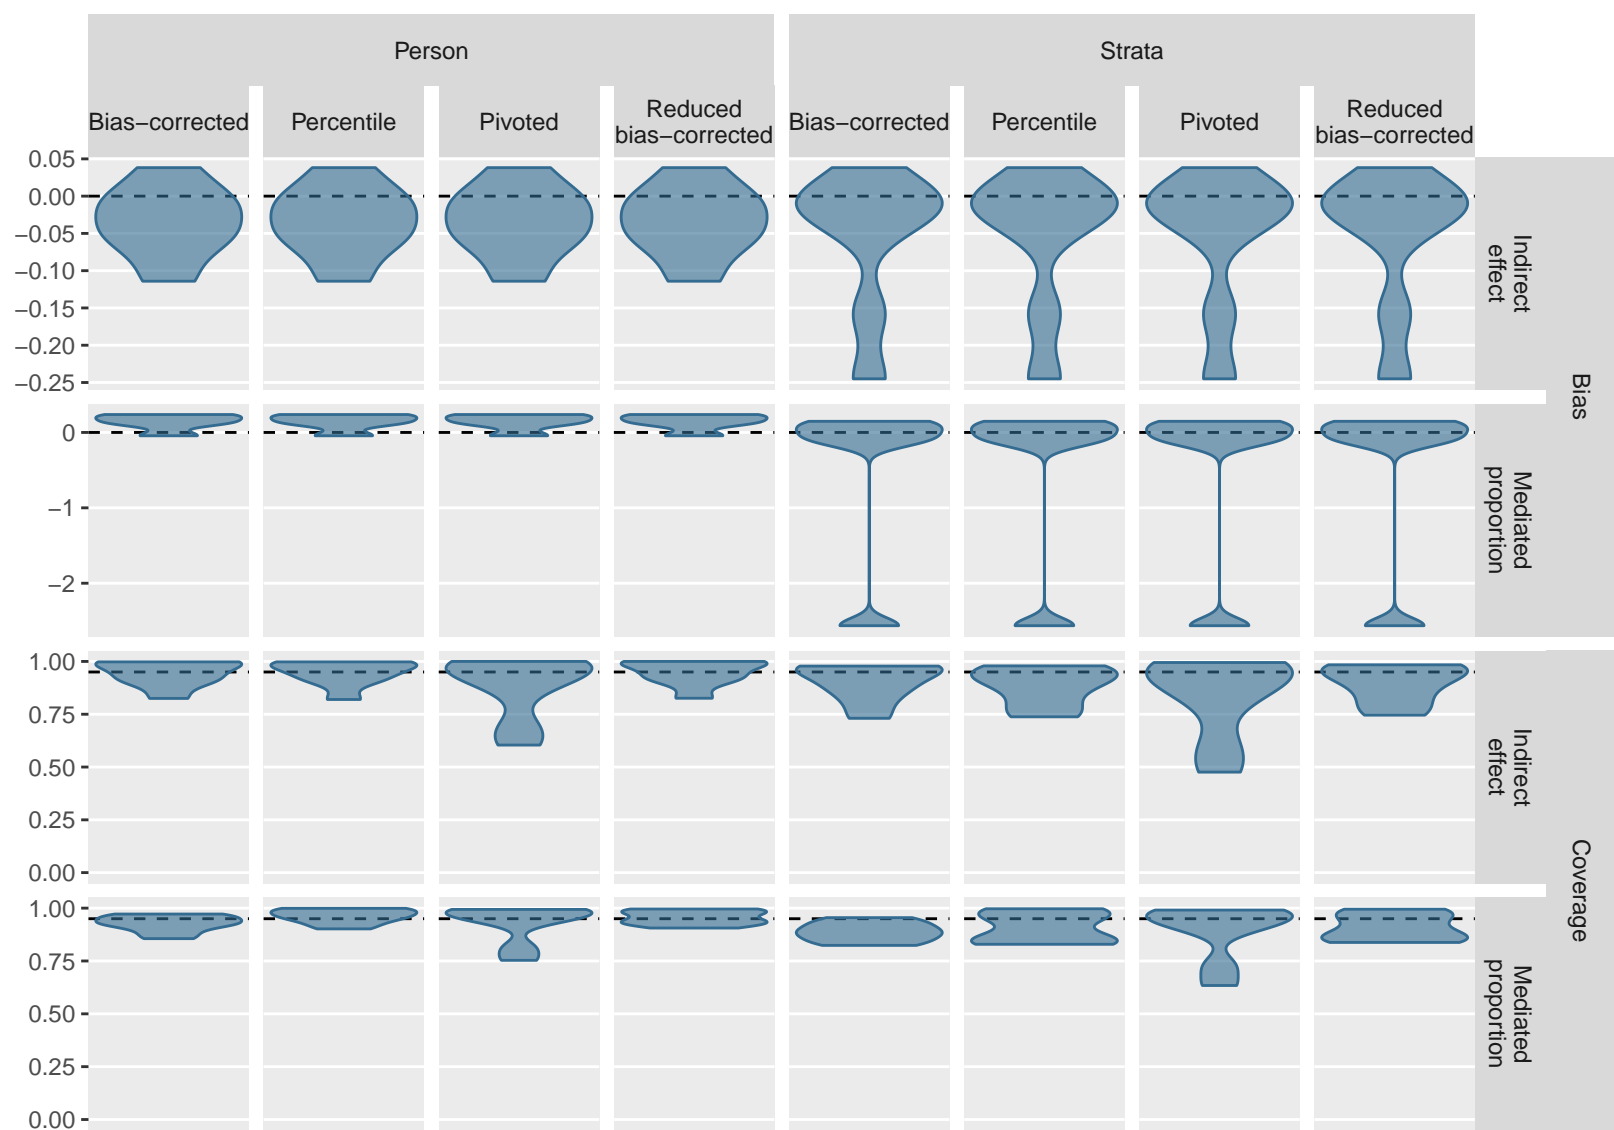 Person
Strata
Bias−corrected
Percentile
Pivoted
Reduced
bias−corrected
Bias−corrected
Percentile
Pivoted
Reduced
bias−corrected
0.05
0.00
−0.05
−0.10
−0.15
−0.20
−0.25
Indirect
effect
Bias
0
−1
−2
Mediated
proportion
1.00
0.75
0.50
0.25
0.00
Indirect
effect
Coverage
1.00
0.75
0.50
0.25
0.00
Mediated
proportion